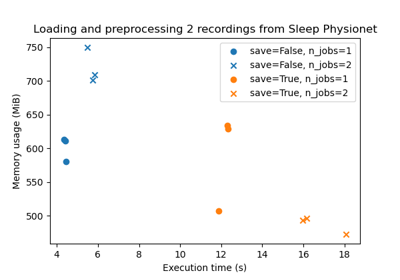 Loading and preprocessing 2 recordings from Sleep Physionet
save=False, n_jobs=1
save=False, n_jobs=2
save=True, n_jobs=1
save=True, n_jobs=2
Memory usage (MiB)
750
700
650
600
550
500
4 6 8 10 12 14 16 18
Execution time (s)